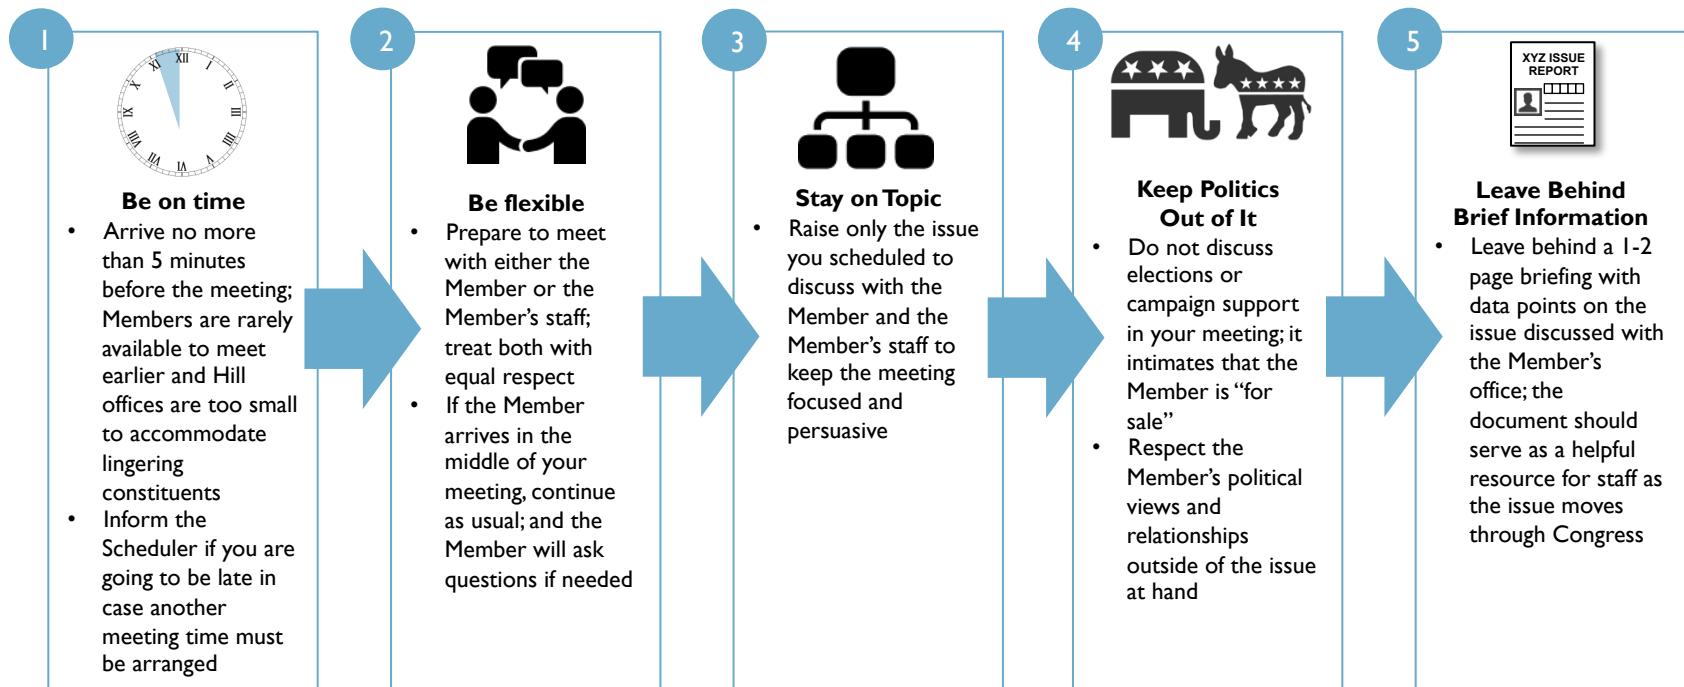 1
XII
I
II
III
IIII
V
VI
VII
VIII
IX
X
XI
Be on time
• Arrive no more
than 5 minutes
before the meeting;
Members are rarely
available to meet
earlier and Hill
offices are too small
to accommodate
lingering
constituents
• Inform the
Scheduler if you are
going to be late in
case another
meeting time must
be arranged
2
Be flexible
• Prepare to meet
with either the
Member or the
Member’s staff;
treat both with
equal respect
• If the Member
arrives in the
middle of your
meeting, continue
as usual; and the
Member will ask
questions if needed
3
Stay on Topic
• Raise only the issue
you scheduled to
discuss with the
Member and the
Member’s staff to
keep the meeting
focused and
persuasive
4
Keep Politics
Out of It
• Do not discuss
elections or
campaign support
in your meeting; it
intimates that the
Member is “for
sale”
• Respect the
Member’s political
views and
relationships
outside of the issue
at hand
5
XYZ ISSUE
REPORT
Leave Behind
Brief Information
• Leave behind a 1-2
page briefing with
data points on the
issue discussed with
the Member’s
office; the
document should
serve as a helpful
resource for staff as
the issue moves
through Congress